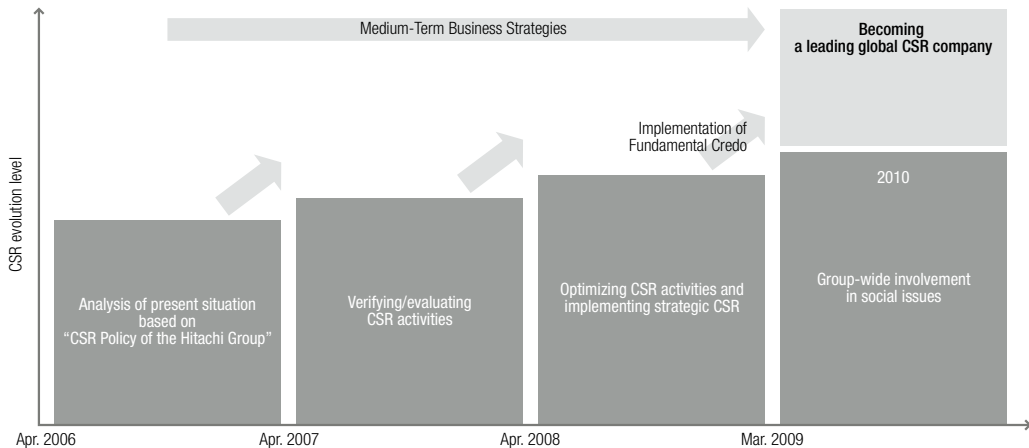 Medium-Term Business Strategies
Becoming
a leading global CSR company
Implementation of
Fundamental Credo
2010
CSR evolution level
Analysis of present situation
based on
“CSR Policy of the Hitachi Group”
Verifying/evaluating
CSR activities
Optimizing CSR activities and
implementing strategic CSR
Group-wide involvement
in social issues
Apr. 2006
Apr. 2007
Apr. 2008
Mar. 2009